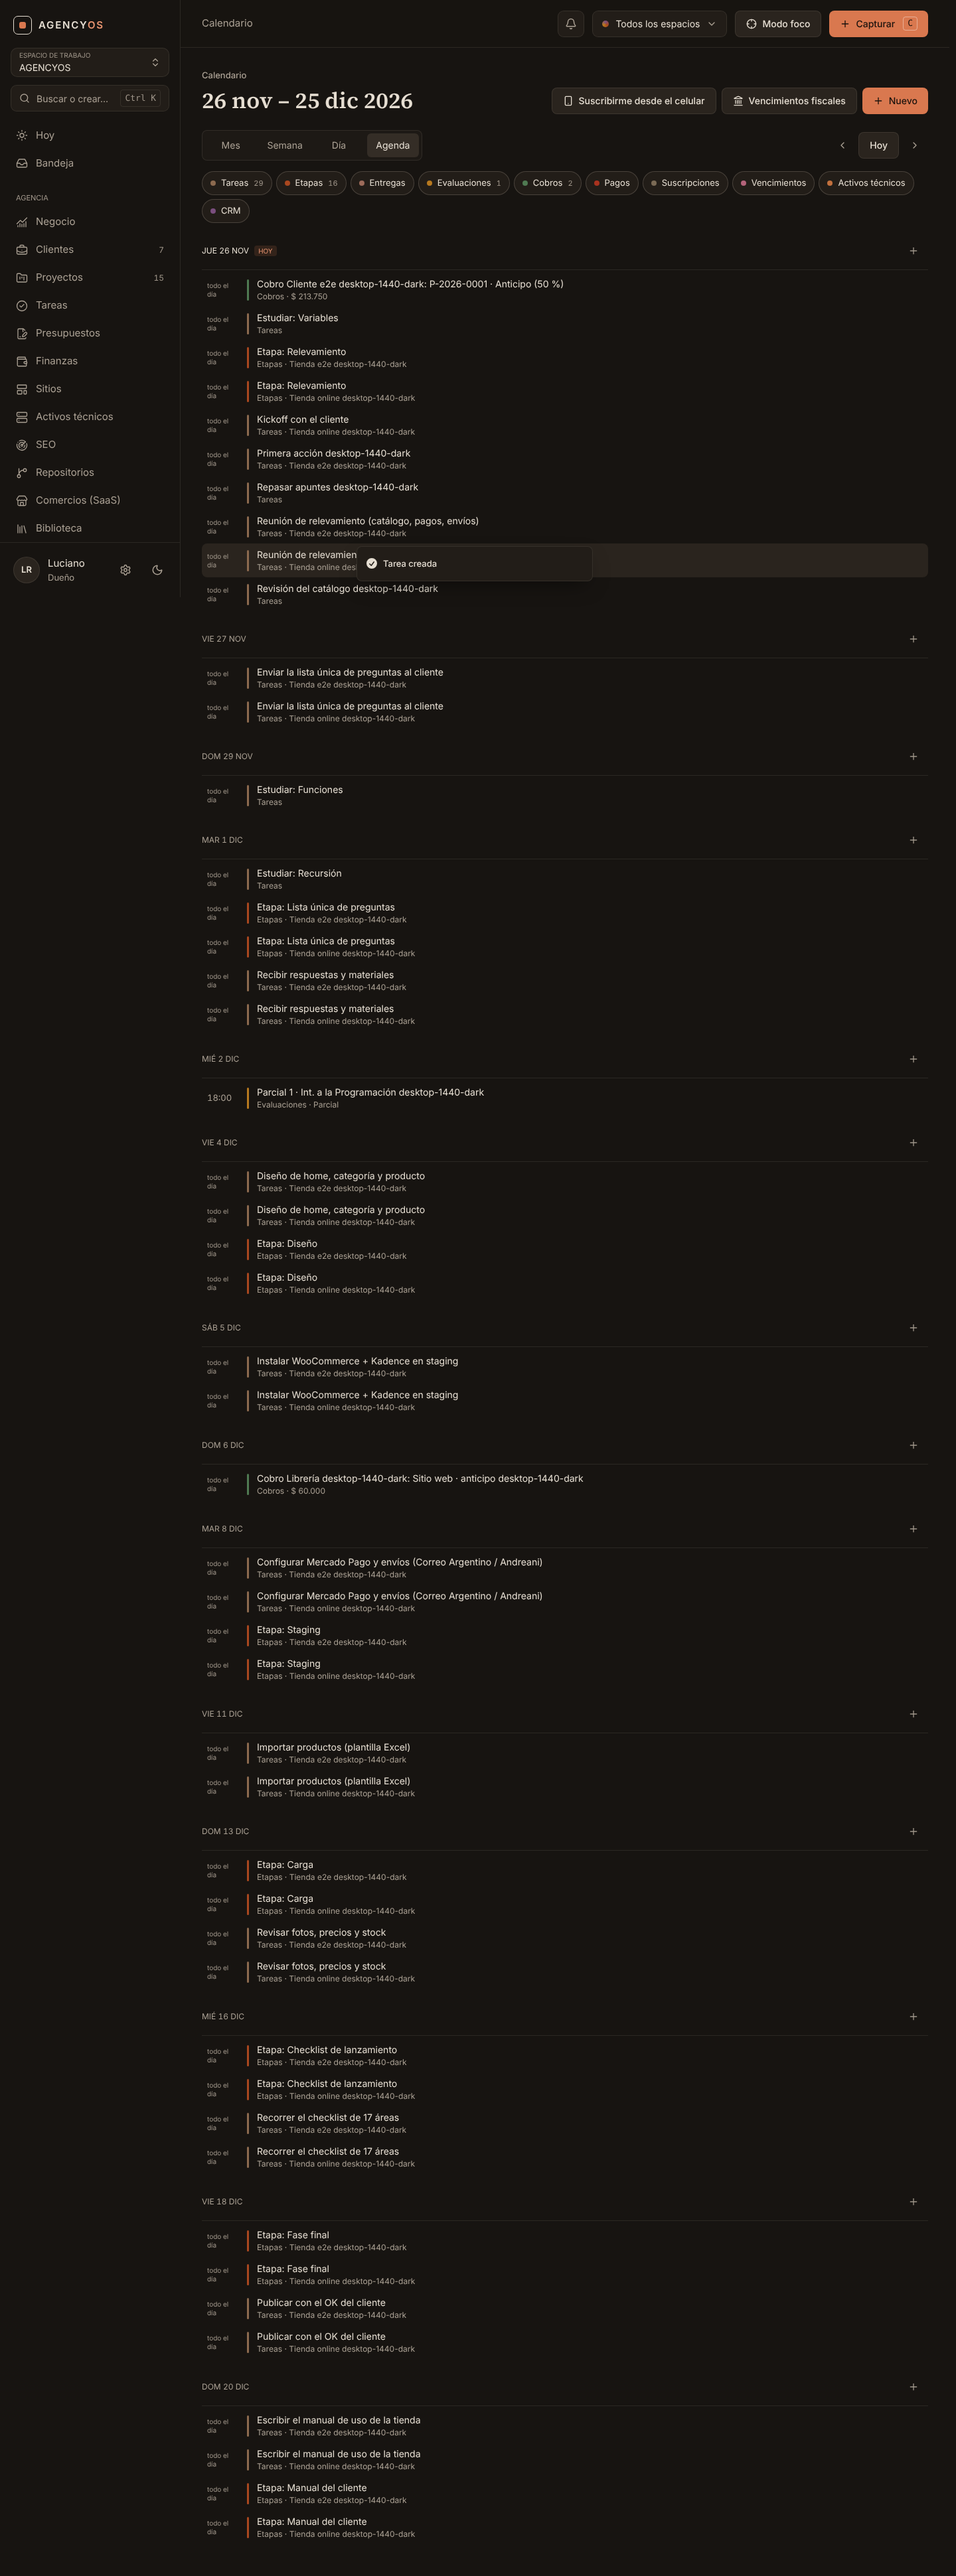 AGENCYOS
ESPACIO DE TRABAJO
AGENCYOS
Buscar o crear... Ctrl K
Hoy
Bandeja
AGENCIA
Negocio
Clientes 7
Proyectos 15
Tareas
Presupuestos
Finanzas
Sitios
Activos técnicos
SEO
Repositorios
Comercios (SaaS)
Biblioteca
LR
Luciano
Dueño
Calendario
Todos los espacios
Modo foco
Capturar C
Calendario
26 nov – 25 dic 2026
Suscribirme desde el celular
Vencimientos fiscales
Nuevo
Mes Semana Día Agenda
Hoy
Tareas 29 Etapas 16 Entregas Evaluaciones 1 Cobros 2 Pagos Suscripciones Vencimientos Activos técnicos
CRM
JUE 26 NOV HOY
todo el día
Cobro Cliente e2e desktop-1440-dark: P-2026-0001 · Anticipo (50 %)
Cobros · $ 213.750
todo el día
Estudiar: Variables
Tareas
todo el día
Etapa: Relevamiento
Etapas · Tienda e2e desktop-1440-dark
todo el día
Etapa: Relevamiento
Etapas · Tienda online desktop-1440-dark
todo el día
Kickoff con el cliente
Tareas · Tienda online desktop-1440-dark
todo el día
Primera acción desktop-1440-dark
Tareas · Tienda e2e desktop-1440-dark
todo el día
Repasar apuntes desktop-1440-dark
Tareas
todo el día
Reunión de relevamiento (catálogo, pagos, envíos)
Tareas · Tienda e2e desktop-1440-dark
todo el día
Reunión de relevamien
Tareas · Tienda online des
Tarea creada
todo el día
Revisión del catálogo desktop-1440-dark
Tareas
VIE 27 NOV
todo el día
Enviar la lista única de preguntas al cliente
Tareas · Tienda e2e desktop-1440-dark
todo el día
Enviar la lista única de preguntas al cliente
Tareas · Tienda online desktop-1440-dark
DOM 29 NOV
todo el día
Estudiar: Funciones
Tareas
MAR 1 DIC
todo el día
Estudiar: Recursión
Tareas
todo el día
Etapa: Lista única de preguntas
Etapas · Tienda e2e desktop-1440-dark
todo el día
Etapa: Lista única de preguntas
Etapas · Tienda online desktop-1440-dark
todo el día
Recibir respuestas y materiales
Tareas · Tienda e2e desktop-1440-dark
todo el día
Recibir respuestas y materiales
Tareas · Tienda online desktop-1440-dark
MIÉ 2 DIC
18:00
Parcial 1 · Int. a la Programación desktop-1440-dark
Evaluaciones · Parcial
VIE 4 DIC
todo el día
Diseño de home, categoría y producto
Tareas · Tienda e2e desktop-1440-dark
todo el día
Diseño de home, categoría y producto
Tareas · Tienda online desktop-1440-dark
todo el día
Etapa: Diseño
Etapas · Tienda e2e desktop-1440-dark
todo el día
Etapa: Diseño
Etapas · Tienda online desktop-1440-dark
SÁB 5 DIC
todo el día
Instalar WooCommerce + Kadence en staging
Tareas · Tienda e2e desktop-1440-dark
todo el día
Instalar WooCommerce + Kadence en staging
Tareas · Tienda online desktop-1440-dark
DOM 6 DIC
todo el día
Cobro Librería desktop-1440-dark: Sitio web · anticipo desktop-1440-dark
Cobros · $ 60.000
MAR 8 DIC
todo el día
Configurar Mercado Pago y envíos (Correo Argentino / Andreani)
Tareas · Tienda e2e desktop-1440-dark
todo el día
Configurar Mercado Pago y envíos (Correo Argentino / Andreani)
Tareas · Tienda online desktop-1440-dark
todo el día
Etapa: Staging
Etapas · Tienda e2e desktop-1440-dark
todo el día
Etapa: Staging
Etapas · Tienda online desktop-1440-dark
VIE 11 DIC
todo el día
Importar productos (plantilla Excel)
Tareas · Tienda e2e desktop-1440-dark
todo el día
Importar productos (plantilla Excel)
Tareas · Tienda online desktop-1440-dark
DOM 13 DIC
todo el día
Etapa: Carga
Etapas · Tienda e2e desktop-1440-dark
todo el día
Etapa: Carga
Etapas · Tienda online desktop-1440-dark
todo el día
Revisar fotos, precios y stock
Tareas · Tienda e2e desktop-1440-dark
todo el día
Revisar fotos, precios y stock
Tareas · Tienda online desktop-1440-dark
MIÉ 16 DIC
todo el día
Etapa: Checklist de lanzamiento
Etapas · Tienda e2e desktop-1440-dark
todo el día
Etapa: Checklist de lanzamiento
Etapas · Tienda online desktop-1440-dark
todo el día
Recorrer el checklist de 17 áreas
Tareas · Tienda e2e desktop-1440-dark
todo el día
Recorrer el checklist de 17 áreas
Tareas · Tienda online desktop-1440-dark
VIE 18 DIC
todo el día
Etapa: Fase final
Etapas · Tienda e2e desktop-1440-dark
todo el día
Etapa: Fase final
Etapas · Tienda online desktop-1440-dark
todo el día
Publicar con el OK del cliente
Tareas · Tienda e2e desktop-1440-dark
todo el día
Publicar con el OK del cliente
Tareas · Tienda online desktop-1440-dark
DOM 20 DIC
todo el día
Escribir el manual de uso de la tienda
Tareas · Tienda e2e desktop-1440-dark
todo el día
Escribir el manual de uso de la tienda
Tareas · Tienda online desktop-1440-dark
todo el día
Etapa: Manual del cliente
Etapas · Tienda e2e desktop-1440-dark
todo el día
Etapa: Manual del cliente
Etapas · Tienda online desktop-1440-dark